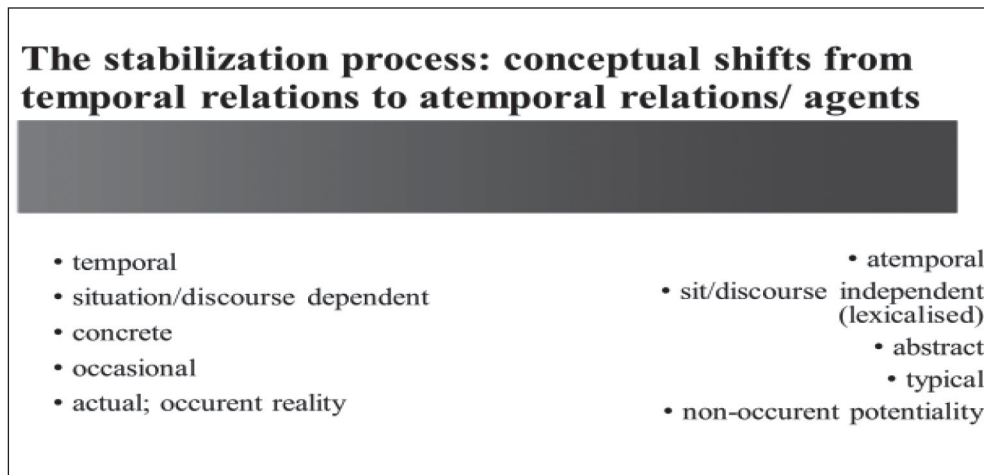 The stabilization process: conceptual shifts from
temporal relations to atemporal relations/ agents
• temporal
• situation/discourse dependent
• concrete
• occasional
• actual; occurent reality
• atemporal
• sit/discourse independent
(lexicalised)
• abstract
• typical
• non-occurent potentiality